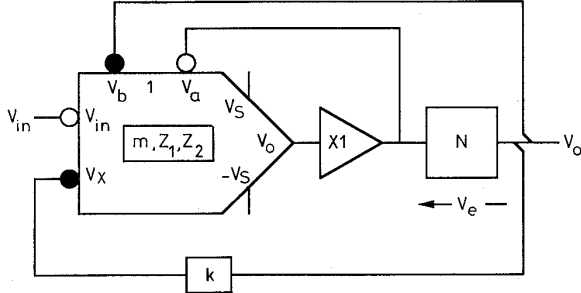 V_b 1 V_a
V_in V_in V_S
m, Z_1, Z_2 V_o X1 N V_o
V_X -V_S
V_e
k